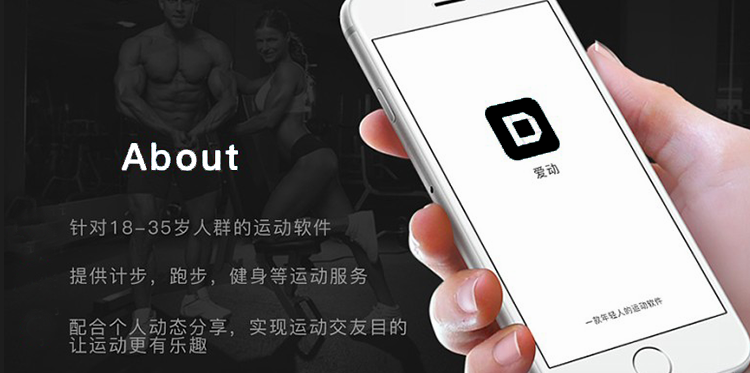 About
针对18-35岁人群的运动软件
提供计步，跑步，健身等运动服务
配合个人动态分享，实现运动交友目的
让运动更有乐趣
D
爱动
一款年轻人的运动软件